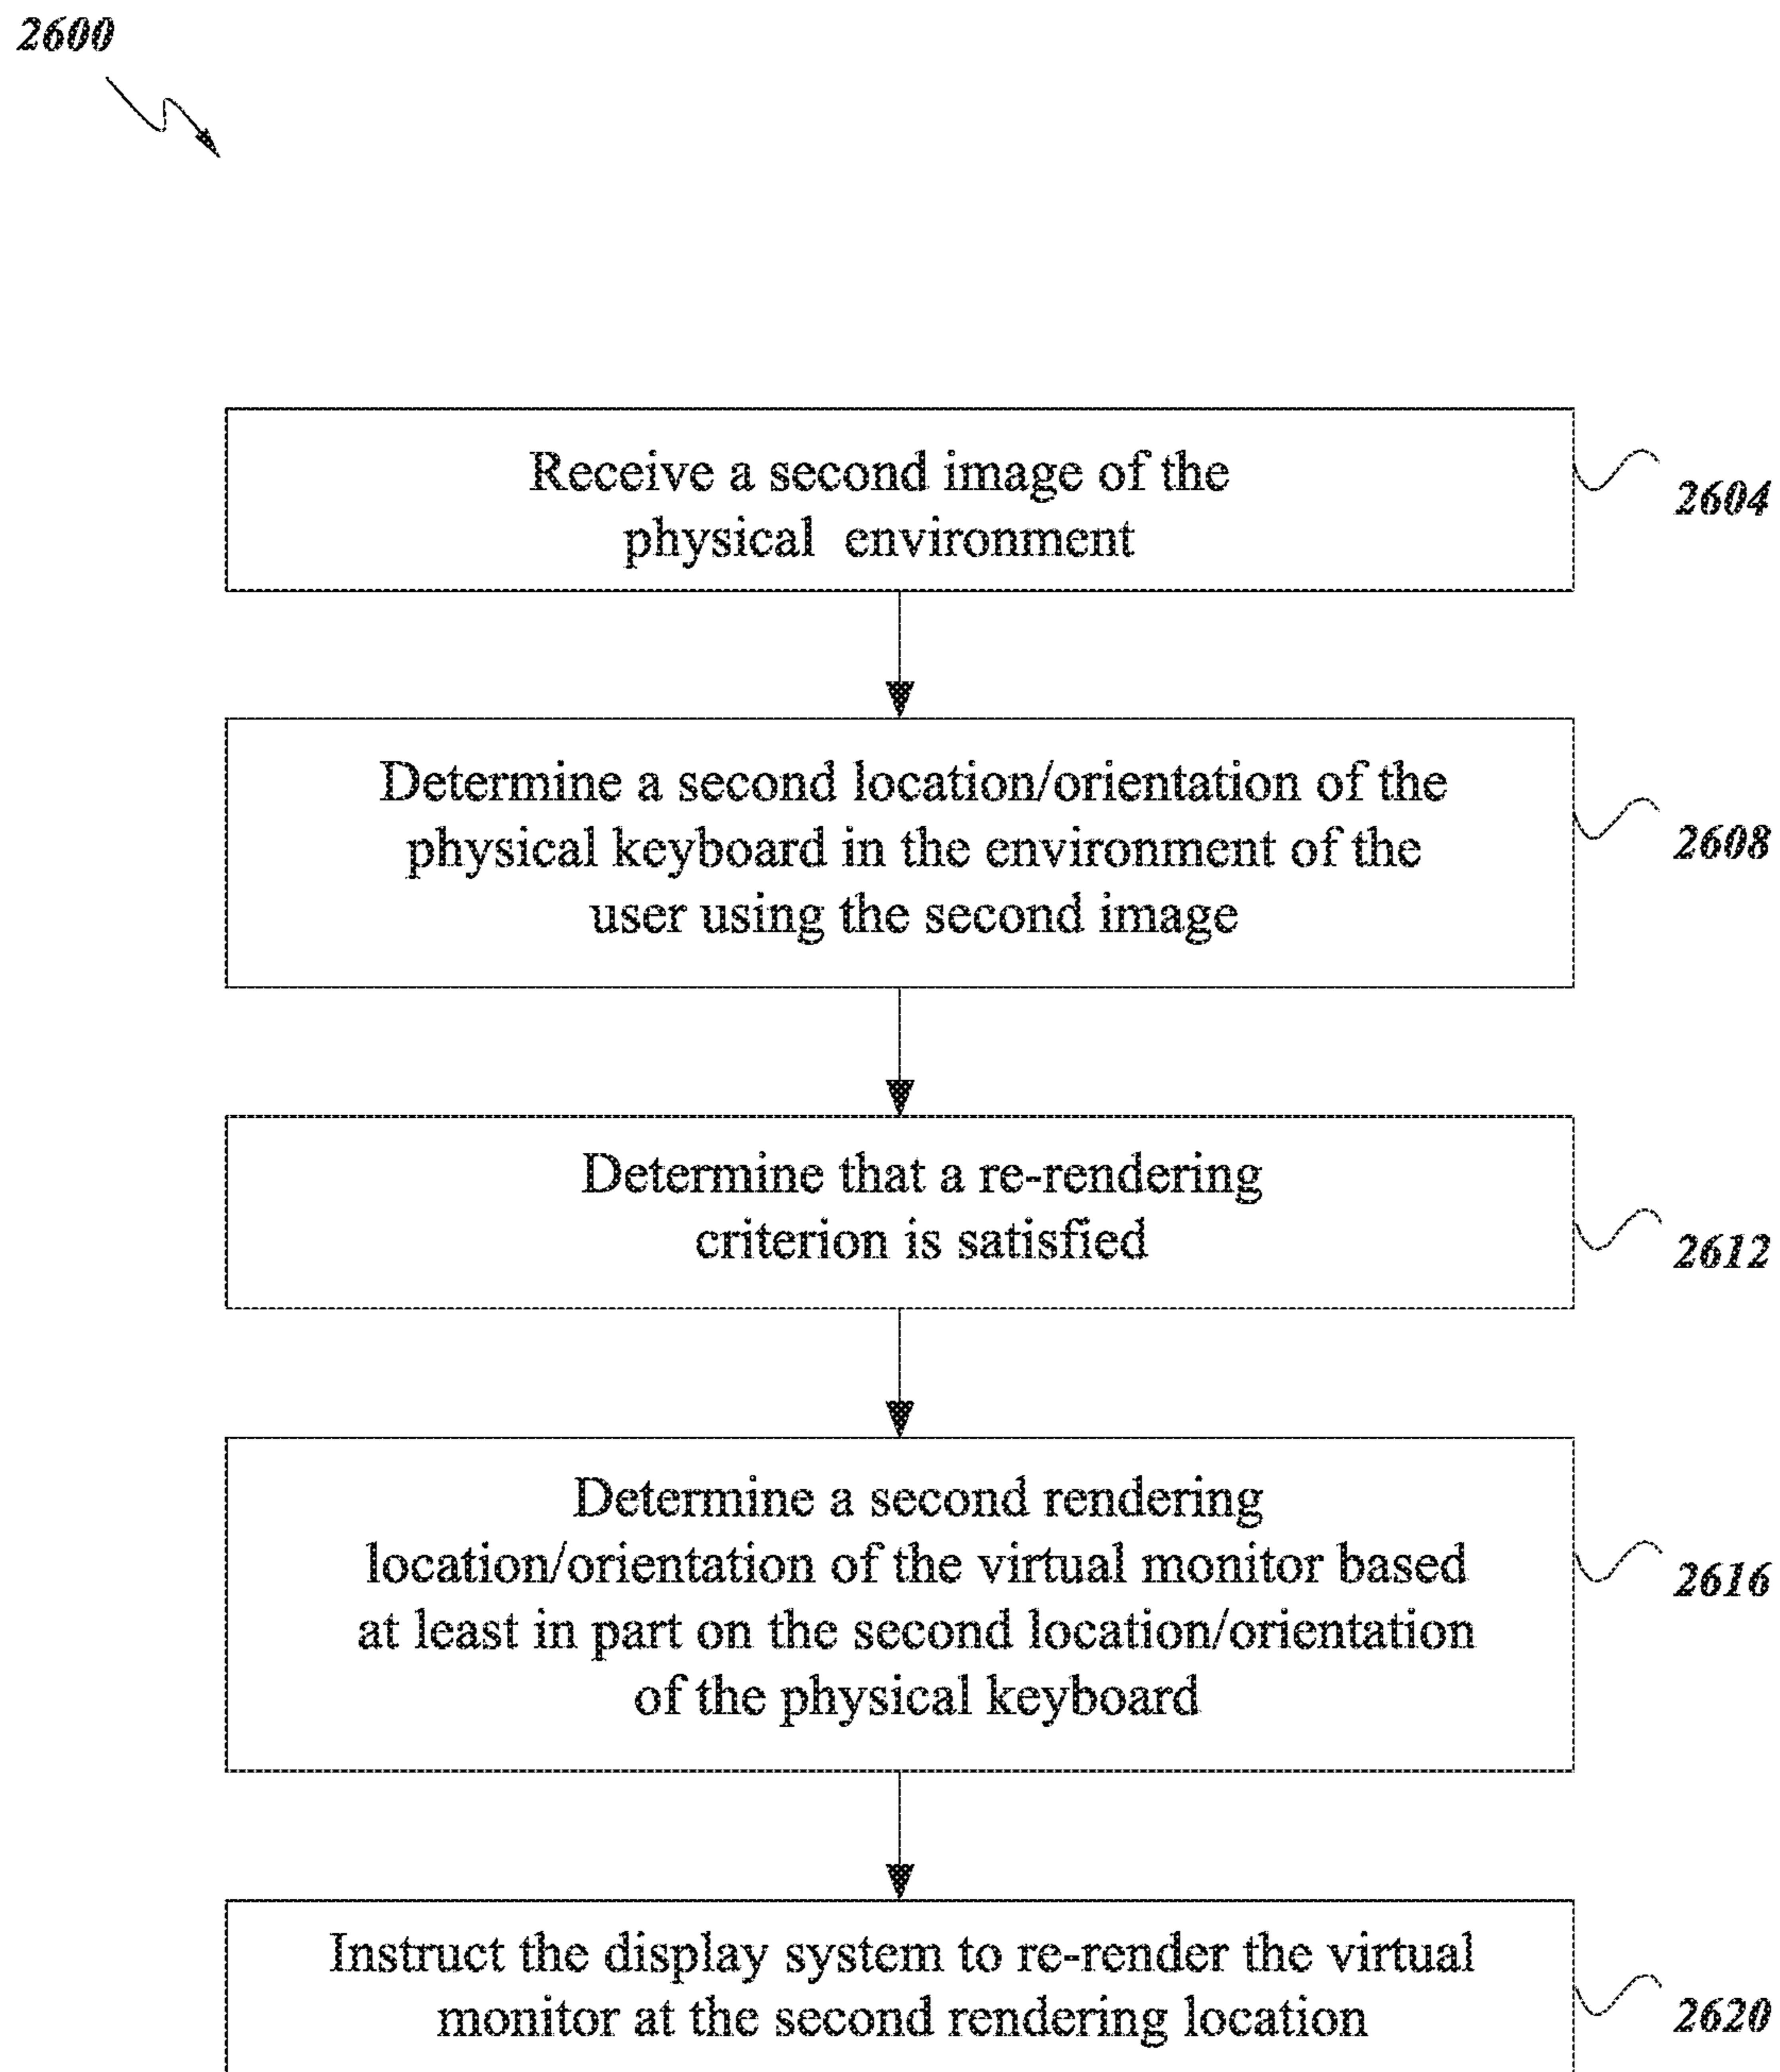 2600
Receive a second image of the
physical environment
2604
Determine a second location/orientation of the
physical keyboard in the environment of the
user using the second image
2608
Determine that a re-rendering
criterion is satisfied
2612
Determine a second rendering
location/orientation of the virtual monitor based
at least in part on the second location/orientation
of the physical keyboard
2616
Instruct the display system to re-render the virtual
monitor at the second rendering location
2620